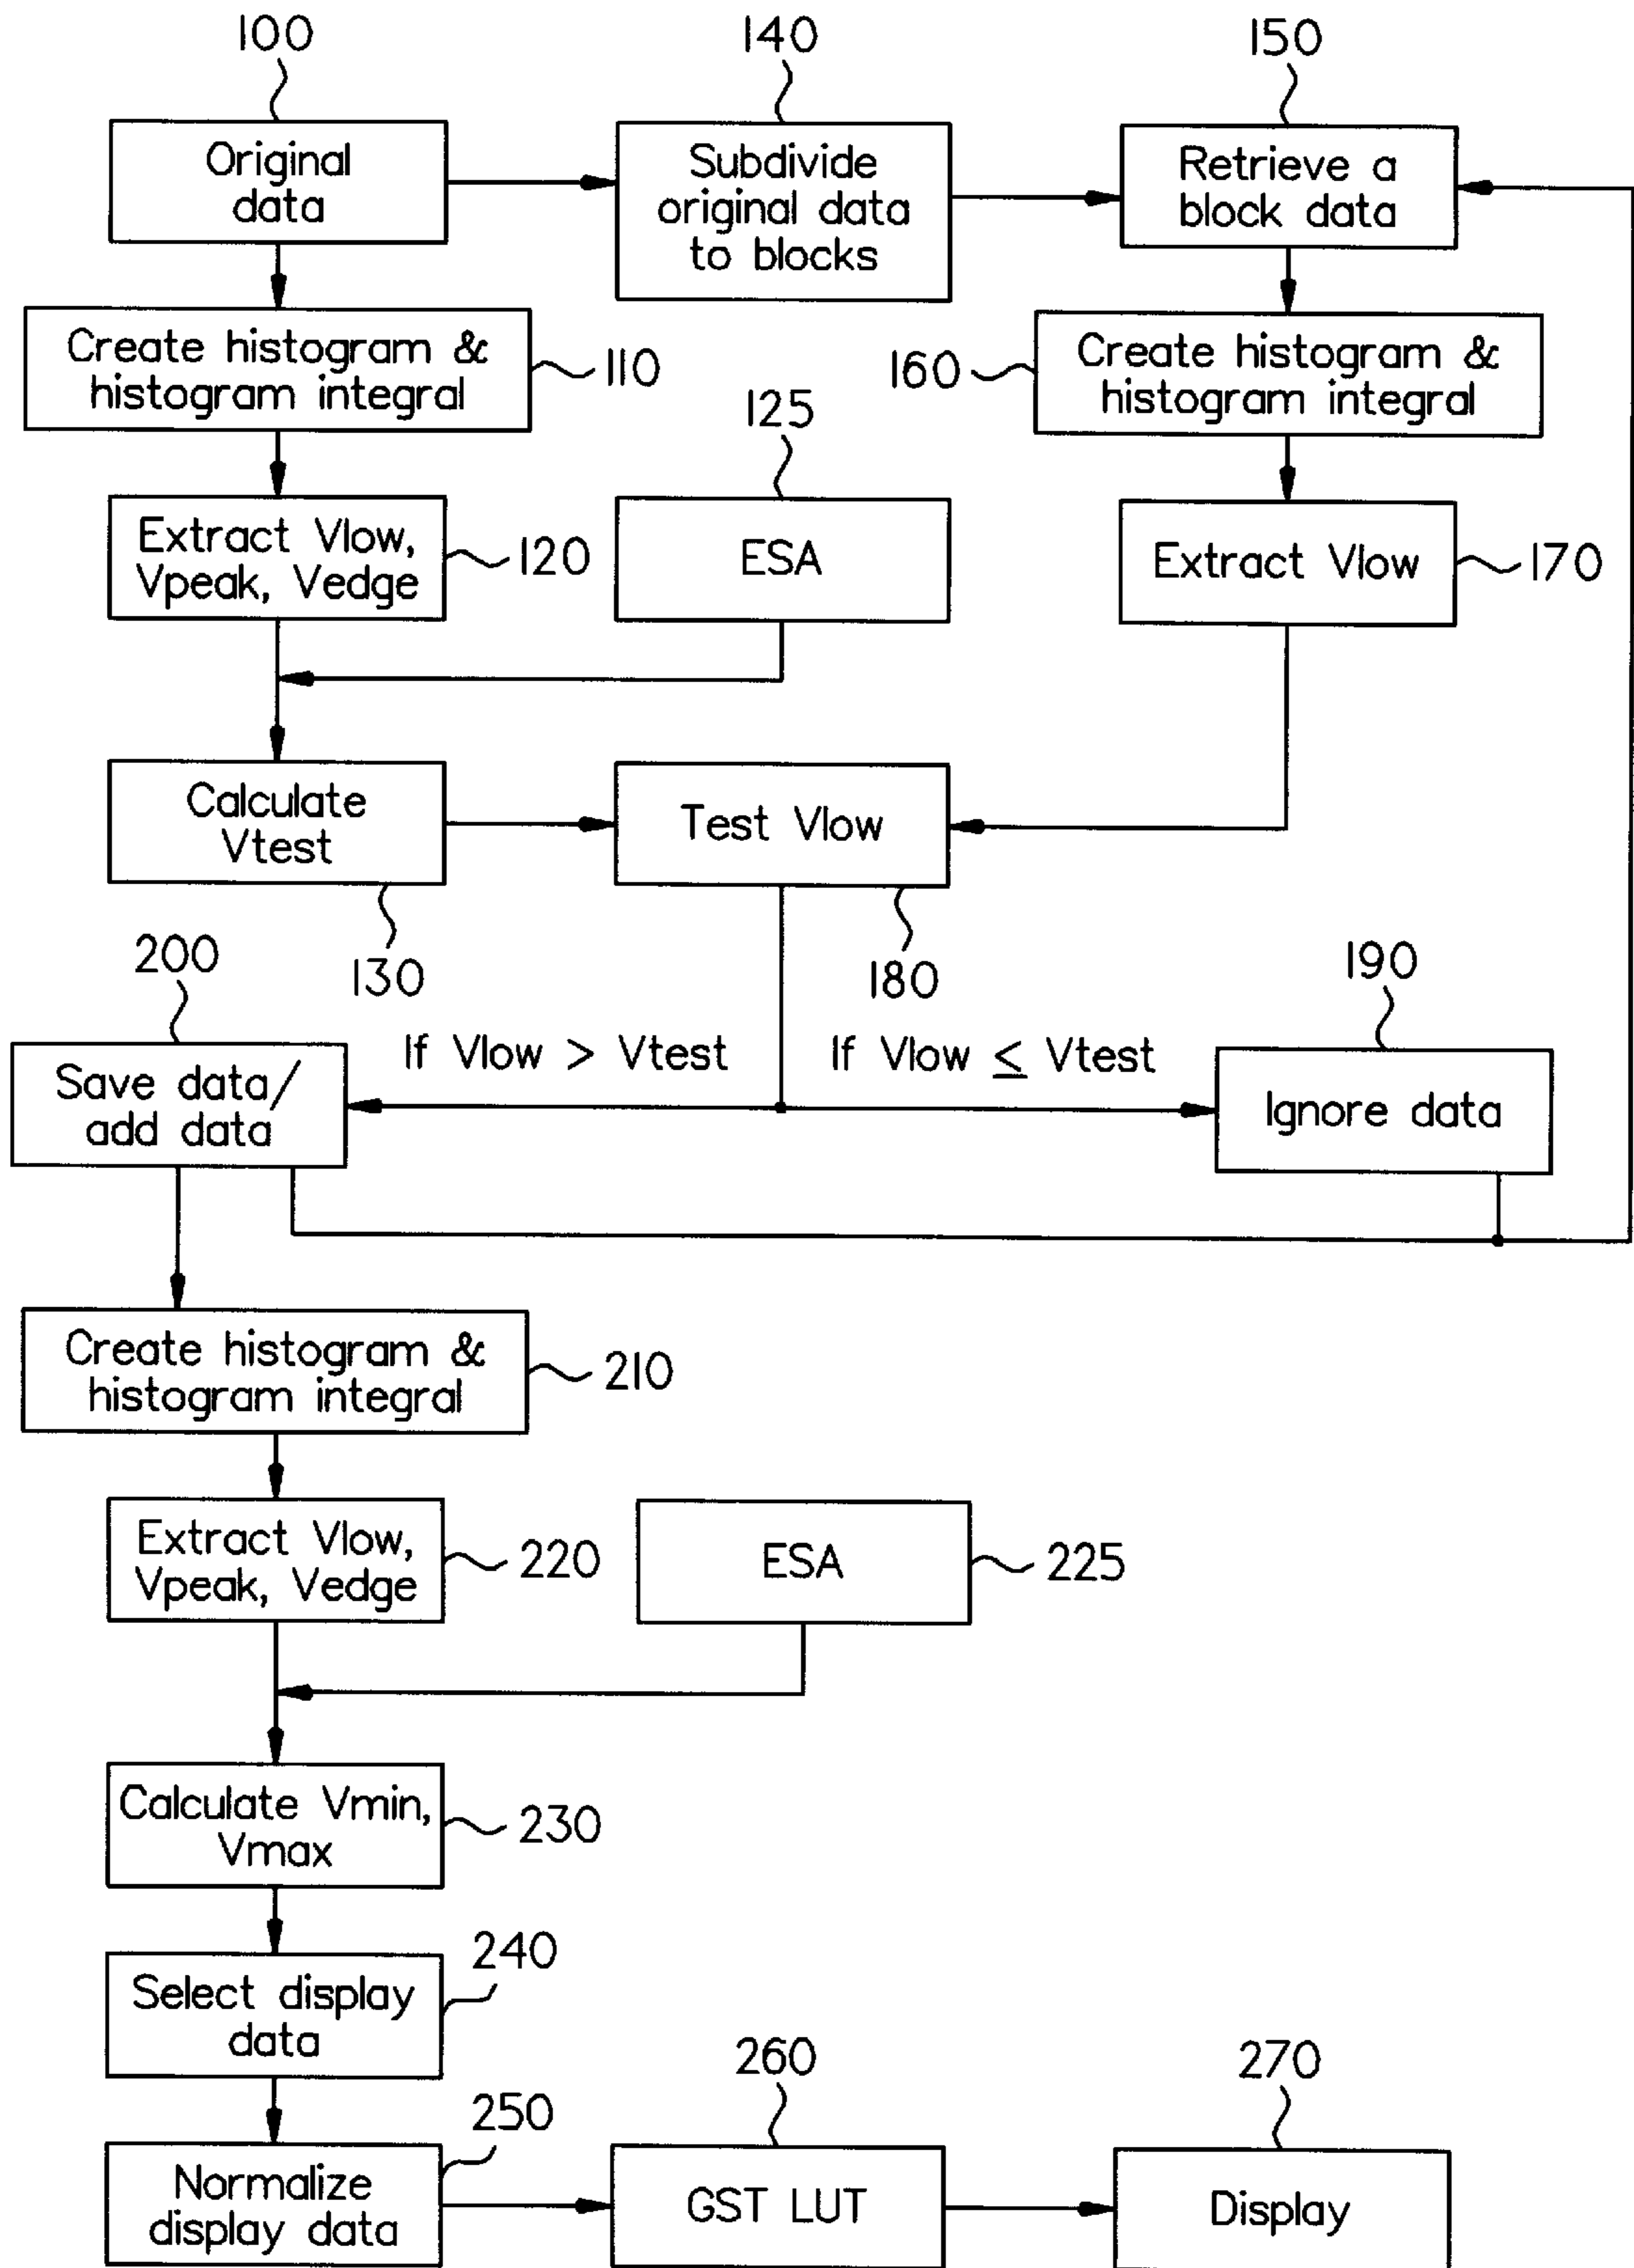 100
140
150
Original
data
Subdivide
original data
to blocks
Retrieve a
block data
Create histogram &
histogram integral
110
160
Create histogram &
histogram integral
125
Extract Vlow,
Vpeak, Vedge
120
ESA
Extract Vlow
170
Calculate
Vtest
Test Vlow
130
180
200
190
If Vlow > Vtest
If Vlow ≤ Vtest
Save data/
add data
Ignore data
Create histogram &
histogram integral
210
Extract Vlow,
Vpeak, Vedge
220
ESA
225
Calculate Vmin,
Vmax
230
240
Select display
data
250
260
270
Normalize
display data
GST LUT
Display